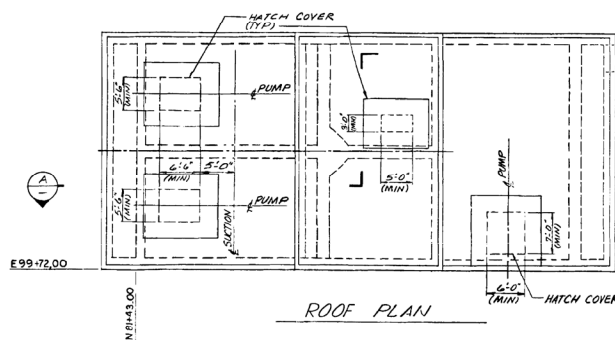 HATCH COVER
(TYP)
5'-6"
(MIN)
℄ PUMP
3'-0"
(MIN)
6'-6"
(MIN)
5'-0"
5'-0"
(MIN)
℄ PUMP
A
-
5'-6"
(MIN)
℄ PUMP
℄ SUCTION
7'-0"
(MIN)
E 99+72,00
6'-0"
(MIN)
HATCH COVER
N 81+43.00
ROOF PLAN